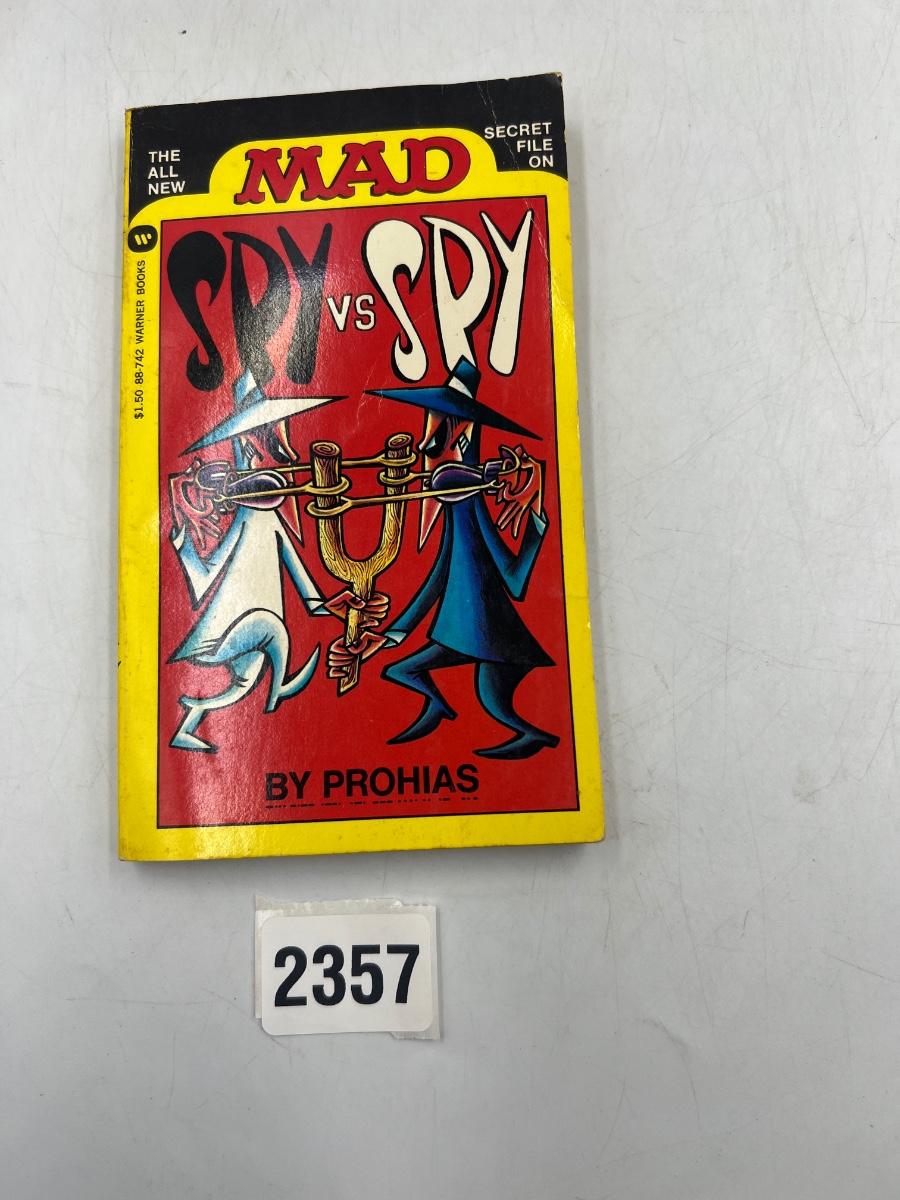 THE
ALL
NEW
MAD
SECRET
FILE
ON
SPY VS SPY
$1.50 88-742 WARNER BOOKS
BY PROHIAS
2357